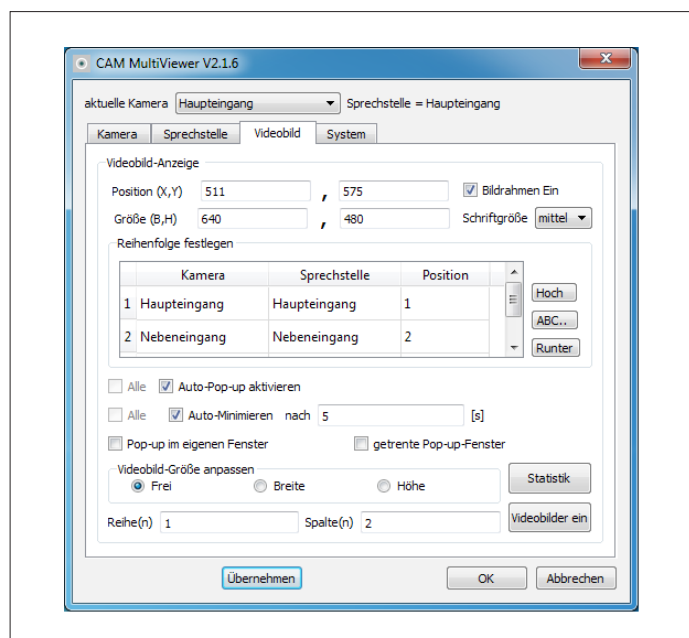 CAM MultiViewer V2.1.6
aktuelle Kamera Haupteingang Sprechstelle = Haupteingang
Kamera Sprechstelle Videobild System
Videobild-Anzeige
Position (X,Y) 511 , 575 Bildrahmen Ein
Größe (B,H) 640 , 480 Schriftgröße mittel
Reihenfolge festlegen
Kamera Sprechstelle Position
1 Haupteingang Haupteingang 1
Hoch
ABC..
2 Nebeneingang Nebeneingang 2
Runter
Alle Auto-Pop-up aktivieren
Alle Auto-Minimieren nach 5 [s]
Pop-up im eigenen Fenster getrente Pop-up-Fenster
Videobild-Größe anpassen
Frei Breite Höhe
Statistik
Reihe(n) 1 Spalte(n) 2 Videobilder ein
Übernehmen OK Abbrechen